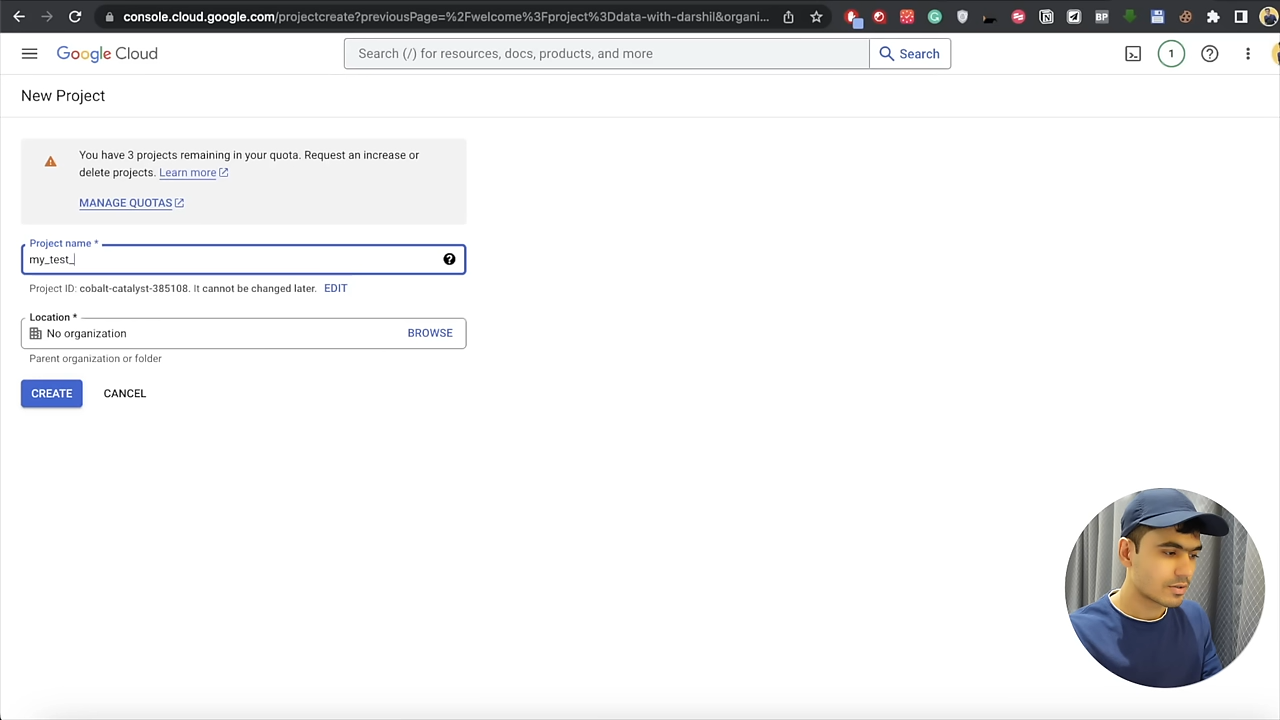 console.cloud.google.com/projectcreate?previousPage=%2Fwelcome%3Fproject%3Ddata-with-darshil&organi...
BP
Google Cloud
Search (/) for resources, docs, products, and more
Search
1
New Project
You have 3 projects remaining in your quota. Request an increase or
delete projects. Learn more
MANAGE QUOTAS
Project name *
my_test_
Project ID: cobalt-catalyst-385108. It cannot be changed later. EDIT
Location *
No organization
BROWSE
Parent organization or folder
CREATE
CANCEL